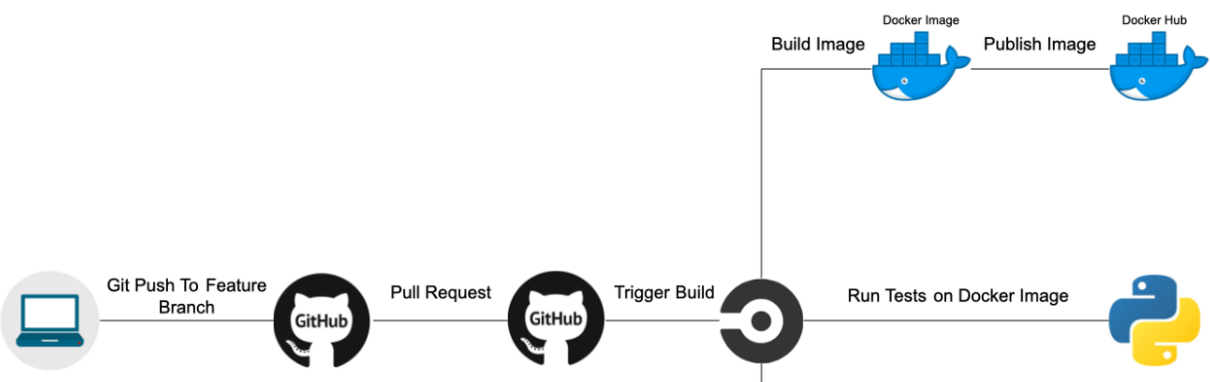 Docker Image
Docker Hub
Build Image
Publish Image
Git Push To Feature
Branch
Pull Request
Trigger Build
Run Tests on Docker Image
GitHub
GitHub